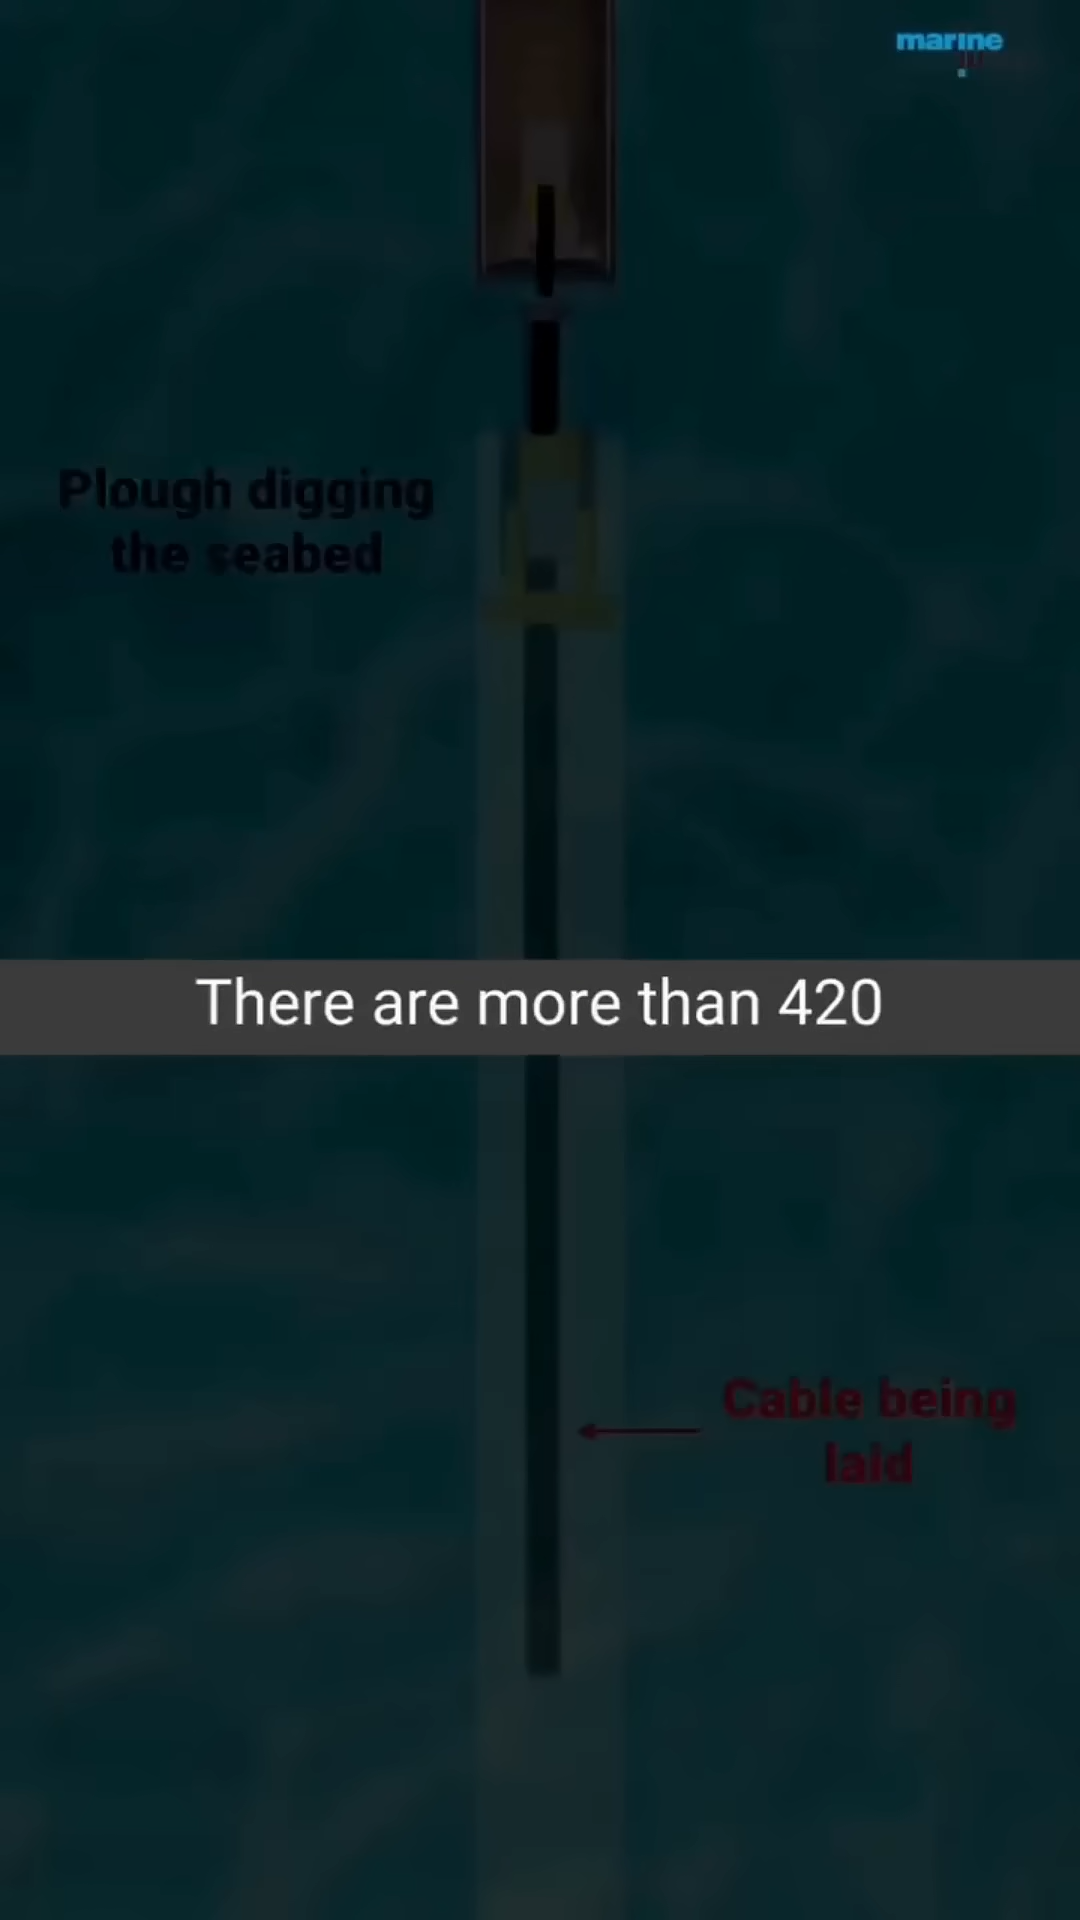 marine
Plough digging
the seabed
There are more than 420
Cable being
laid